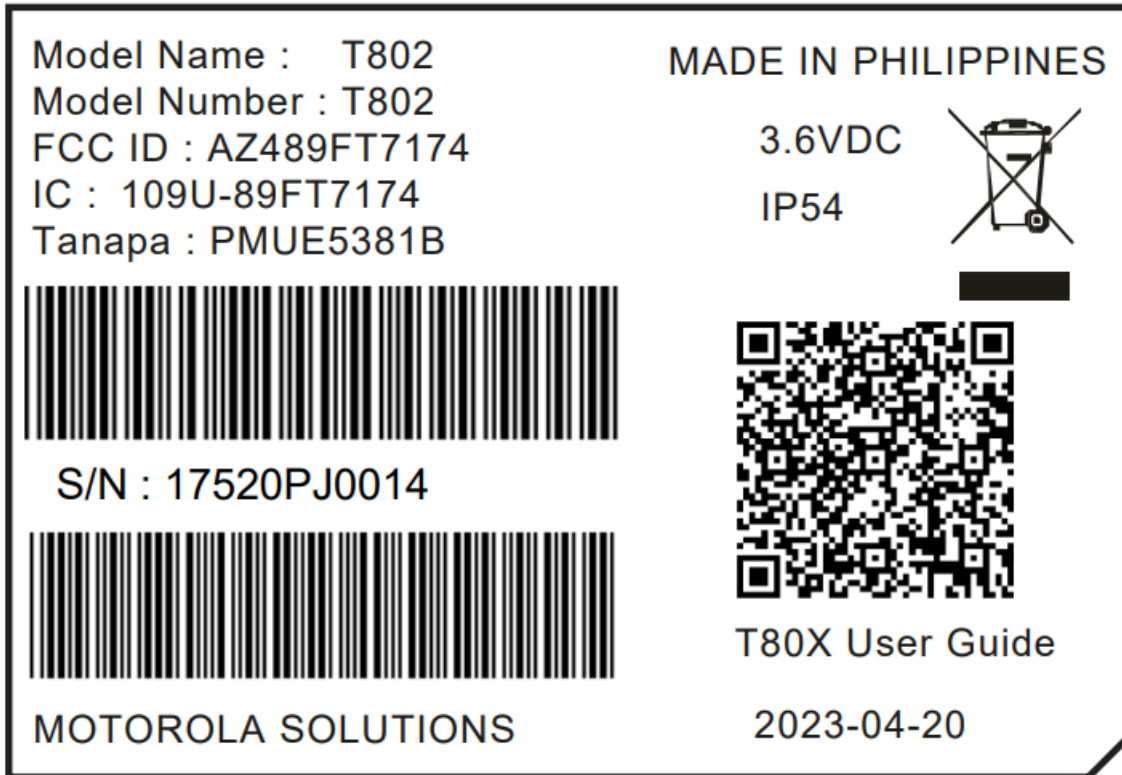 Model Name : T802
Model Number : T802
FCC ID : AZ489FT7174
IC : 109U-89FT7174
Tanapa : PMUE5381B
S/N : 17520PJ0014
MOTOROLA SOLUTIONS
MADE IN PHILIPPINES
3.6VDC
IP54
T80X User Guide
2023-04-20